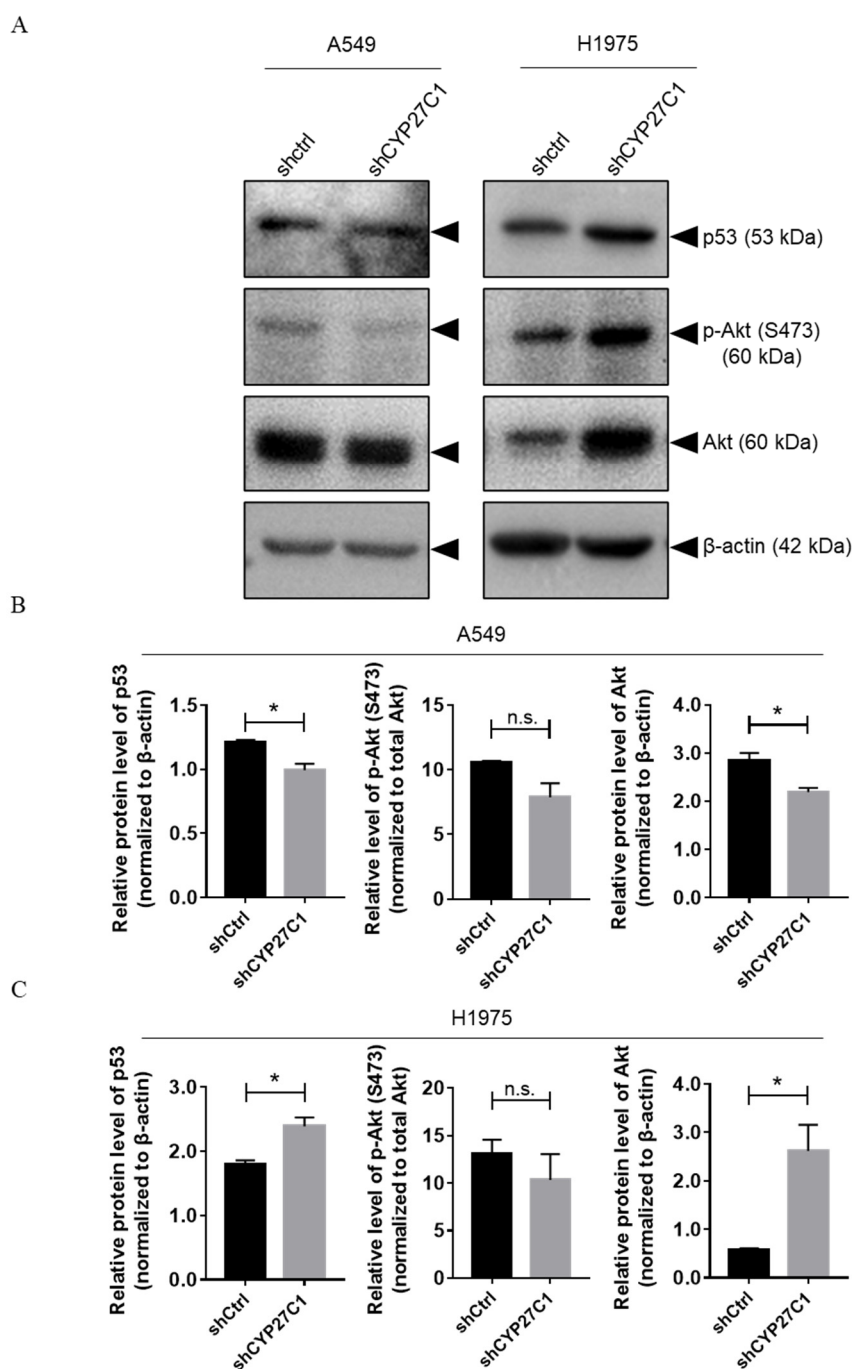 A
A549
H1975
shctrl
shCYP27C1
shctrl
shCYP27C1
p53 (53 kDa)
p-Akt (S473)
(60 kDa)
Akt (60 kDa)
β-actin (42 kDa)
B
A549
Relative protein level of p53
(normalized to β-actin)
1.5
1.0
0.5
0.0
*
shCtrl
shCYP27C1
Relative level of p-Akt (S473)
(normalized to total Akt)
15
10
5
0
n.s.
shCtrl
shCYP27C1
Relative protein level of Akt
(normalized to β-actin)
4.0
3.0
2.0
1.0
0.0
*
shCtrl
shCYP27C1
C
H1975
Relative protein level of p53
(normalized to β-actin)
3.0
2.0
1.0
0.0
*
shCtrl
shCYP27C1
Relative level of p-Akt (S473)
(normalized to total Akt)
20
15
10
5
0
n.s.
shCtrl
shCYP27C1
Relative protein level of Akt
(normalized to β-actin)
4.0
3.0
2.0
1.0
0.0
*
shCtrl
shCYP27C1